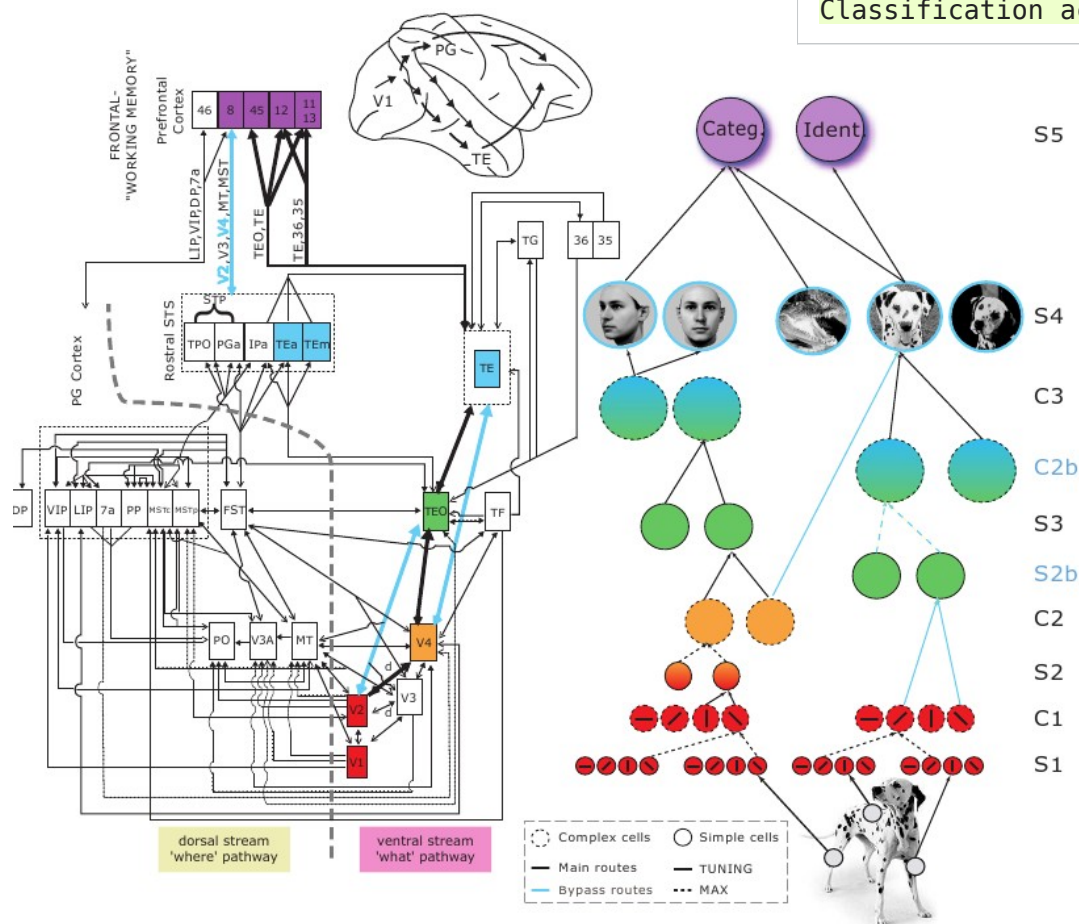 Classification a
FRONTAL-
"WORKING MEMORY"
Prefrontal
Cortex
46
8
45
12
11
13
V1
PG
TE
LIP,VIP,DP,7a
V2,V3,V4,MT,MST
TEO,TE
TE,36,35
TG
36
35
STP
Rostral STS
TPO
PGa
IPa
TEa
TEm
TE
PG Cortex
DP
VIP
LIP
7a
PP
MSTc
MSTp
FST
TEO
TF
PO
V3A
MT
V4
d
V2
d
V3
V1
dorsal stream
'where' pathway
ventral stream
'what' pathway
Categ.
Ident.
S5
S4
C3
C2b
S3
S2b
C2
S2
C1
S1
Complex cells
Simple cells
Main routes
TUNING
Bypass routes
MAX